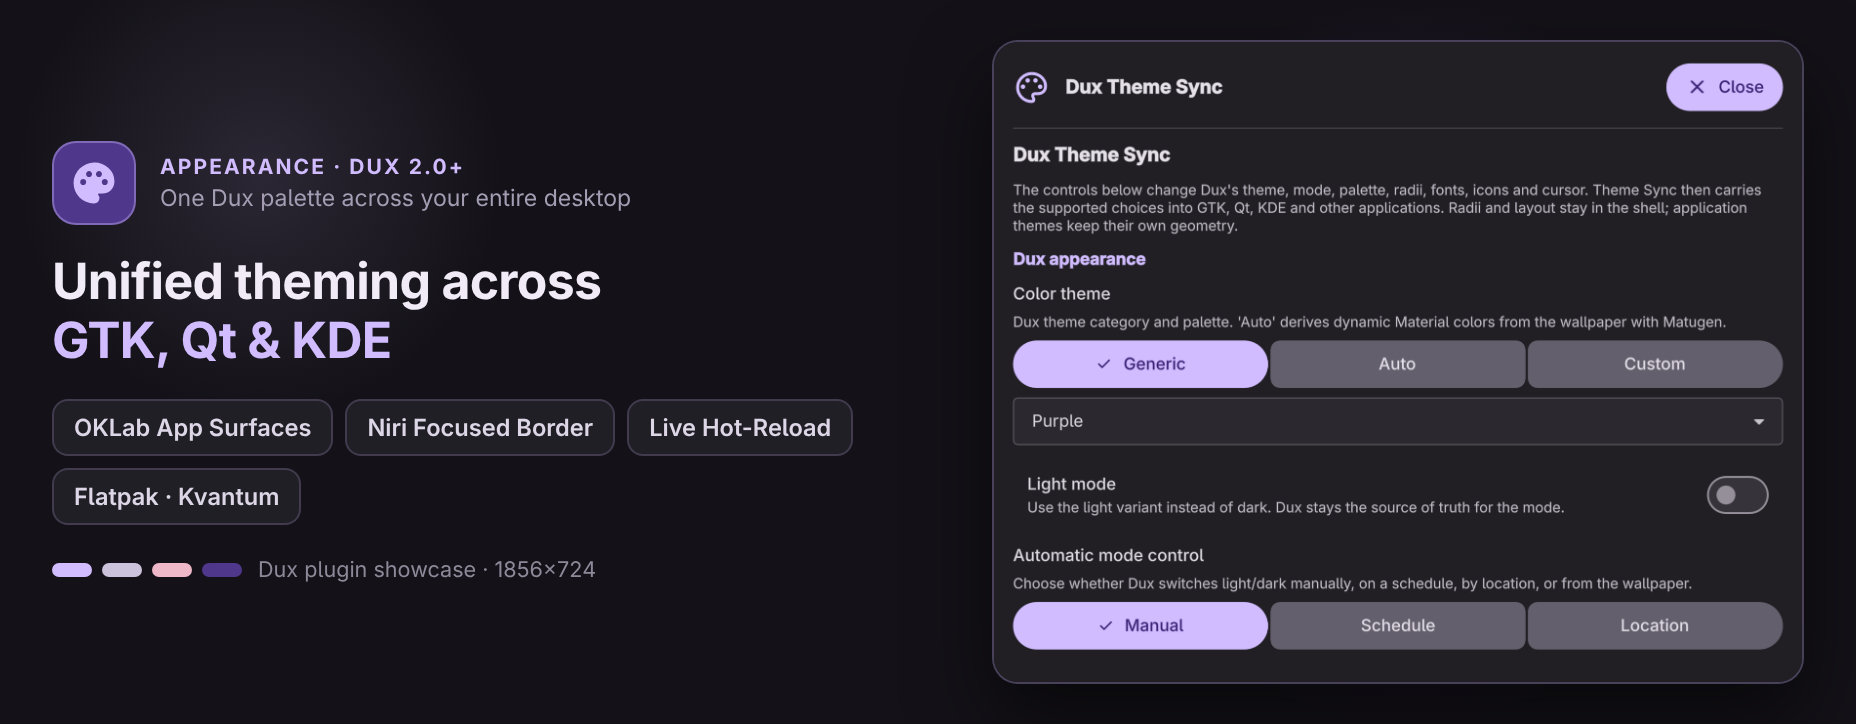 APPEARANCE · DUX 2.0+
One Dux palette across your entire desktop
Unified theming across
GTK, Qt & KDE
OKLab App Surfaces
Niri Focused Border
Live Hot-Reload
Flatpak · Kvantum
Dux plugin showcase · 1856×724
Dux Theme Sync
Close
Dux Theme Sync
The controls below change Dux's theme, mode, palette, radii, fonts, icons and cursor. Theme Sync then carries
the supported choices into GTK, Qt, KDE and other applications. Radii and layout stay in the shell; application
themes keep their own geometry.
Dux appearance
Color theme
Dux theme category and palette. 'Auto' derives dynamic Material colors from the wallpaper with Matugen.
Generic
Auto
Custom
Purple
Light mode
Use the light variant instead of dark. Dux stays the source of truth for the mode.
Automatic mode control
Choose whether Dux switches light/dark manually, on a schedule, by location, or from the wallpaper.
Manual
Schedule
Location